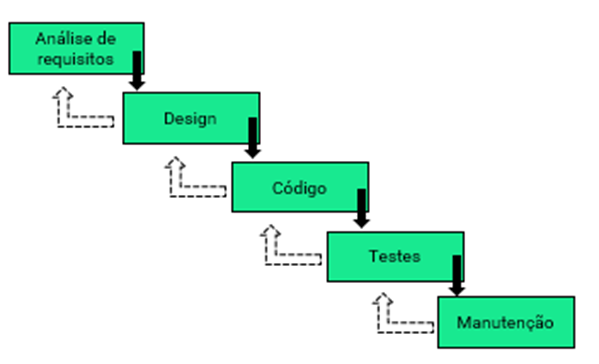 Análise de
requisitos
Design
Código
Testes
Manutenção